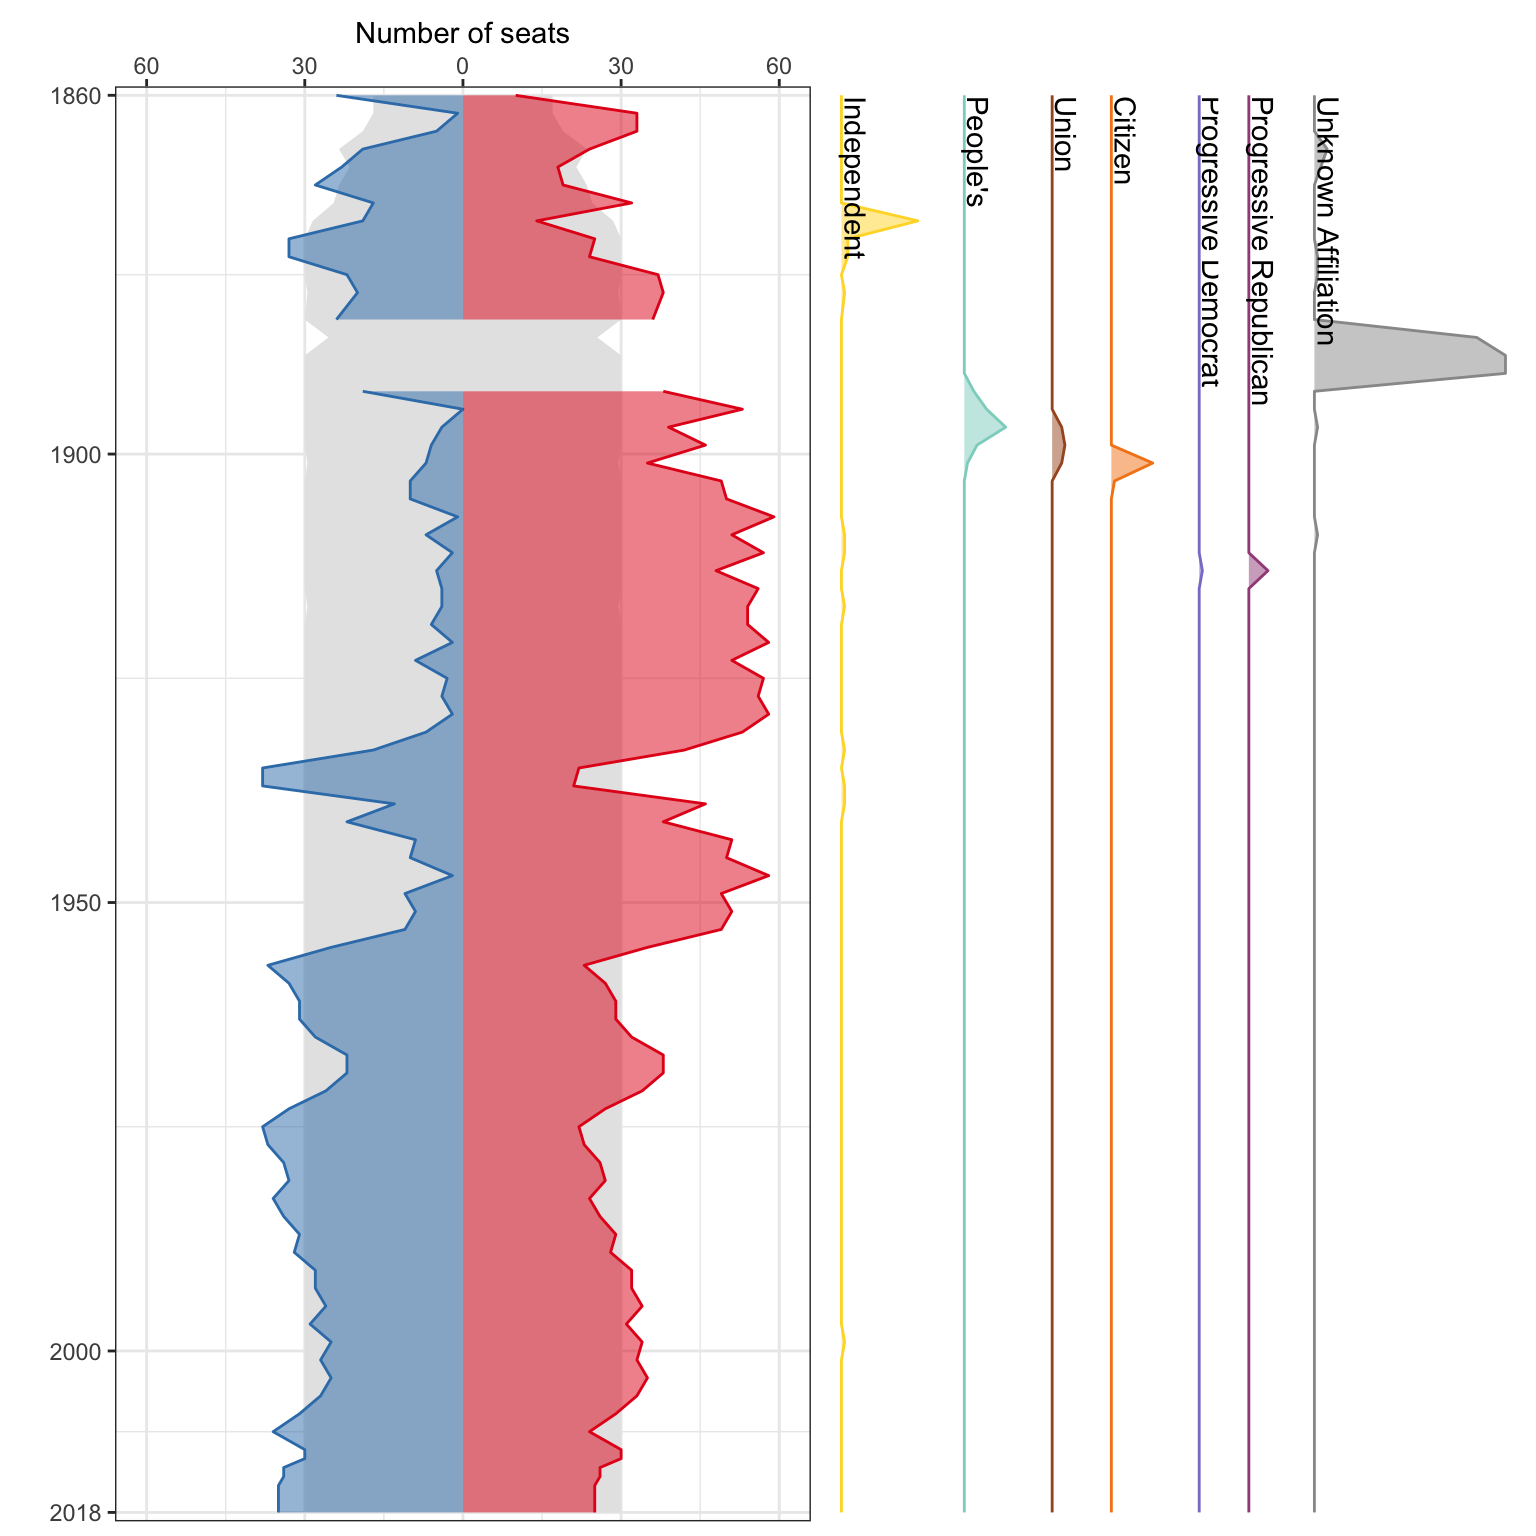 Number of seats
60 30 0 30 60
1860
1900
1950
2000
2018
Independent
People's
Union
Citizen
Progressive Democrat
Progressive Republican
Unknown Affiliation